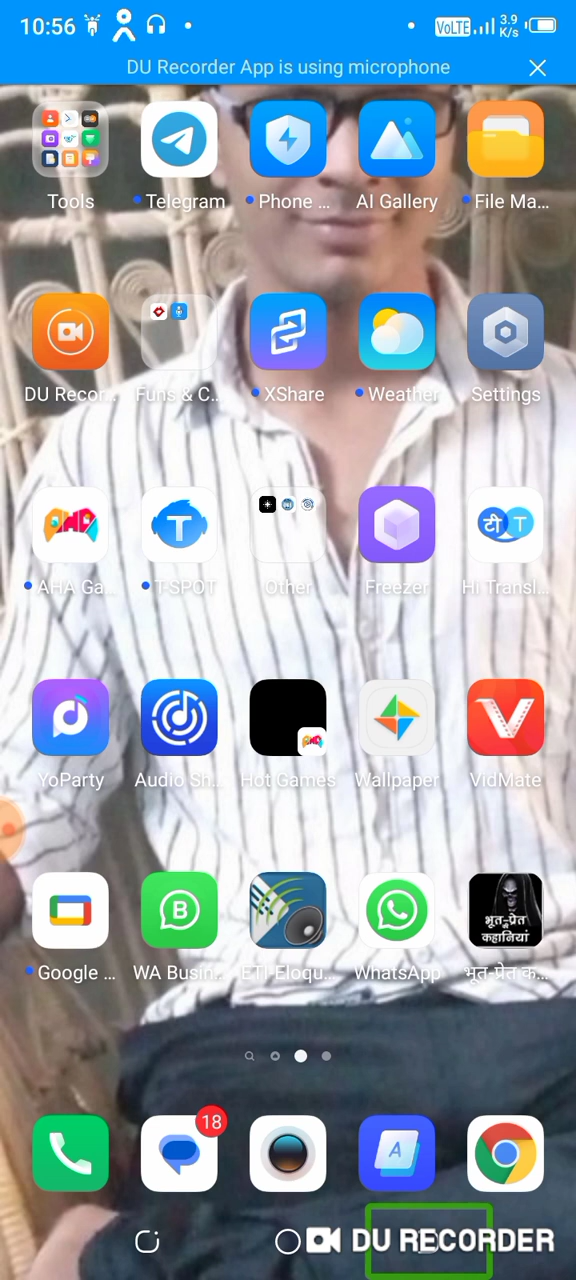 10:56 VoLTE 3.9 K/s
DU Recorder App is using microphone
Tools Telegram Phone ... AI Gallery File Ma...
DU Recor... Funs & C... XShare Weather Settings
टी T
AHA Ga... TSPOT Other Freezer Hi Transl...
YoParty Audio Sh... Hot Games Wallpaper VidMate
भूत-प्रेत
कहानियां
Google ... WA Busin... ETI-Eloqu... WhatsApp भूत-प्रेत क...
18
A
DU RECORDER